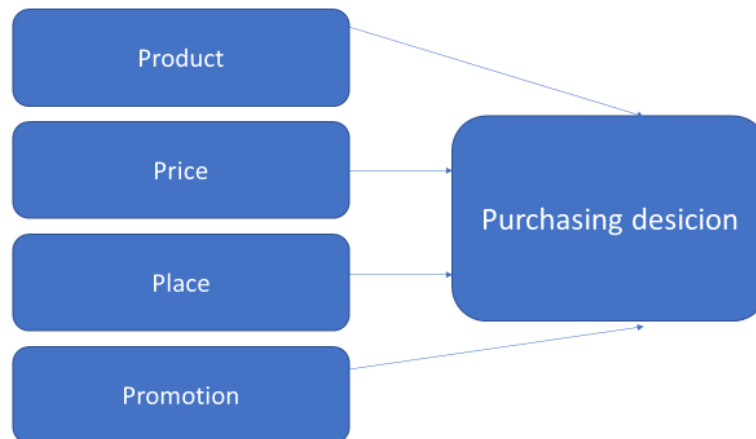 Product
Price
Purchasing desicion
Place
Promotion